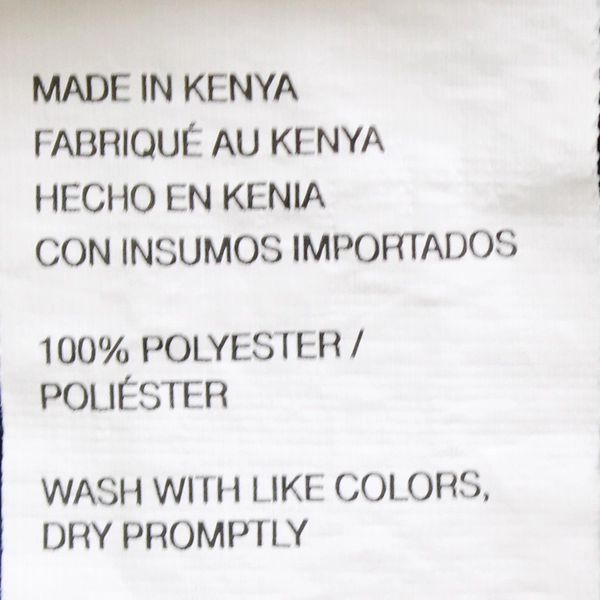 MADE IN KENYA
FABRIQUÉ AU KENYA
HECHO EN KENIA
CON INSUMOS IMPORTADOS
100% POLYESTER /
POLIÉSTER
WASH WITH LIKE COLORS,
DRY PROMPTLY